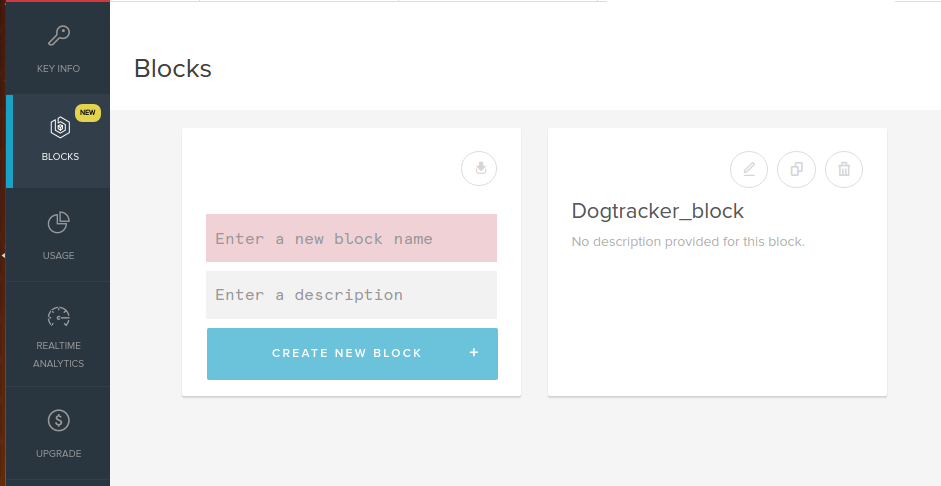 KEY INFO
NEW
BLOCKS
USAGE
REALTIME
ANALYTICS
$
UPGRADE
Blocks
Enter a new block name
Enter a description
CREATE NEW BLOCK +
Dogtracker_block
No description provided for this block.